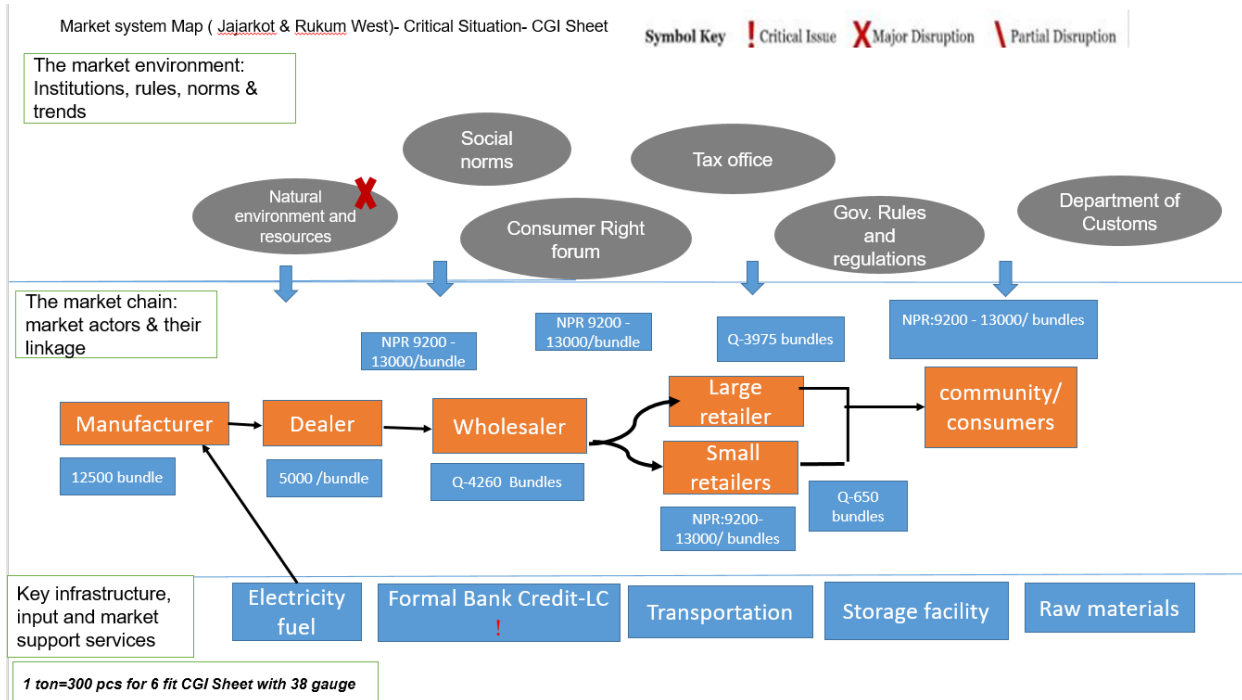 Market system Map ( Jajarkot & Rukum West)- Critical Situation- CGI Sheet
Symbol Key ! Critical Issue X Major Disruption \ Partial Disruption
The market environment:
Institutions, rules, norms &
trends
Social
norms
Tax office
Natural
environment and
resources
X
Consumer Right
forum
Gov. Rules
and
regulations
Department of
Customs
The market chain:
market actors & their
linkage
NPR 9200 -
13000/bundle
NPR 9200 -
13000/bundle
Q-3975 bundles
NPR:9200 - 13000/ bundles
Manufacturer
Dealer
Wholesaler
Large
retailer
Small
retailers
community/
consumers
12500 bundle
5000 /bundle
Q-4260 Bundles
NPR:9200-
13000/ bundles
Q-650
bundles
Key infrastructure,
input and market
support services
Electricity
fuel
Formal Bank Credit-LC
!
Transportation
Storage facility
Raw materials
1 ton=300 pcs for 6 fit CGI Sheet with 38 gauge